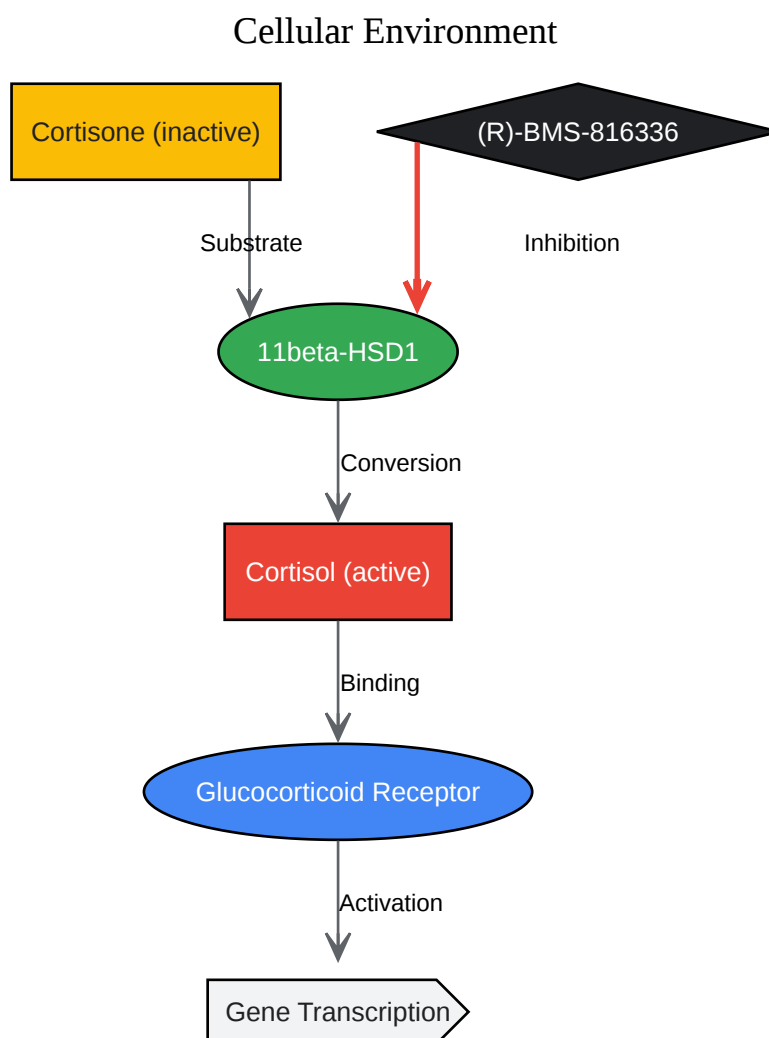 Cellular Environment
Cortisone (inactive)
(R)-BMS-816336
Substrate
Inhibition
11beta-HSD1
Conversion
Cortisol (active)
Binding
Glucocorticoid Receptor
Activation
Gene Transcription